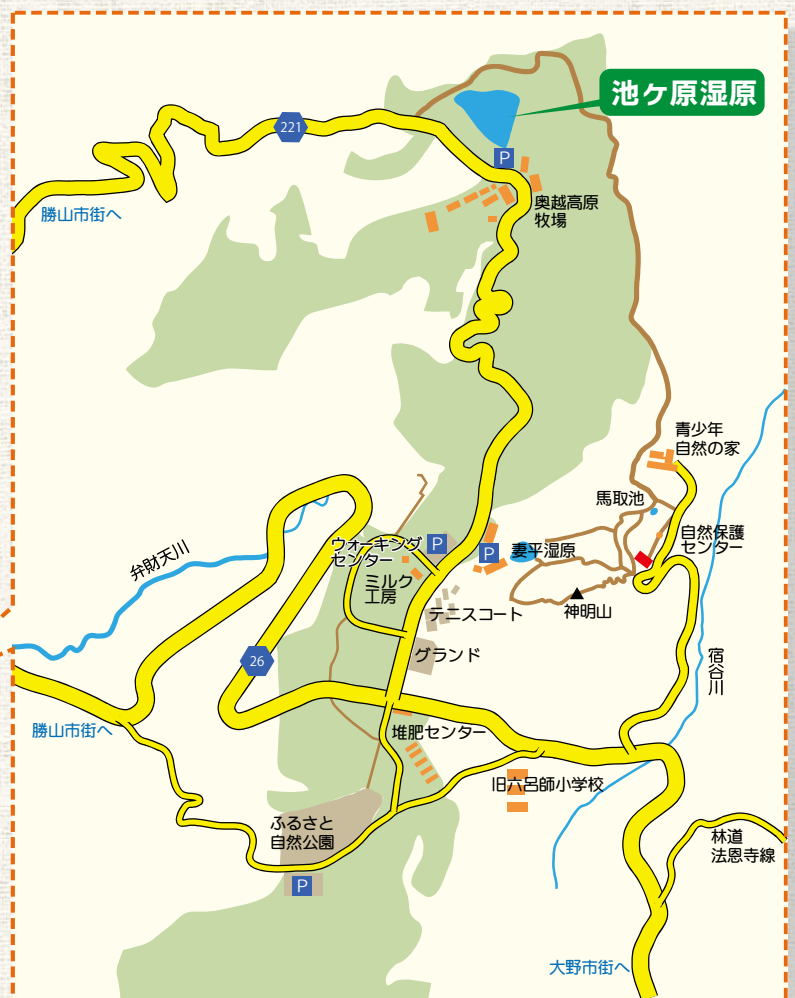 池ケ原湿原
221
P
勝山市街へ
奥越高原
牧場
青少年
自然の家
馬取池
自然保護
センター
P
P
妻平湿原
ウォーキング
センター
弁財天川
ミルク
工房
テニスコート
神明山
グランド
26
宿谷川
勝山市街へ
堆肥センター
旧六呂師小学校
ふるさと
自然公園
P
林道
法恩寺線
大野市街へ